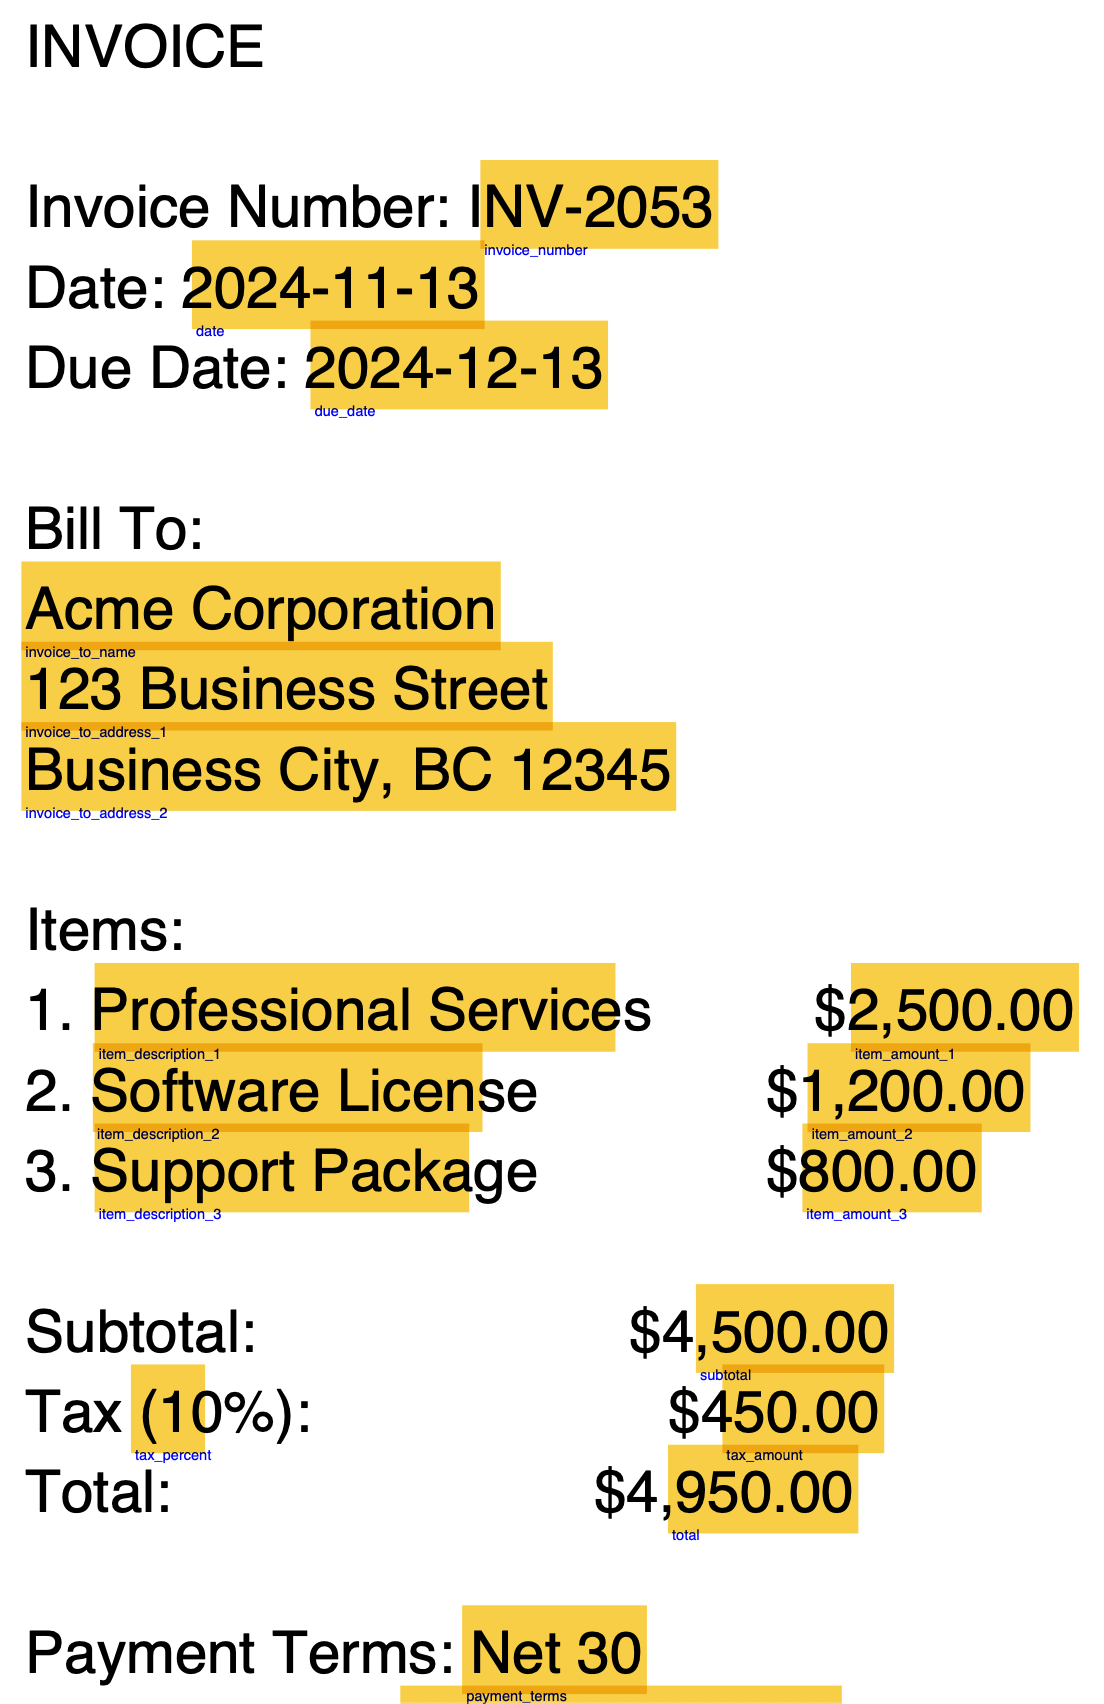 INVOICE
Invoice Number: INV-2053
invoice_number
Date: 2024-11-13
date
Due Date: 2024-12-13
due_date
Bill To:
Acme Corporation
invoice_to_name
123 Business Street
invoice_to_address_1
Business City, BC 12345
invoice_to_address_2
Items:
1. Professional Services $2,500.00
item_description_1 item_amount_1
2. Software License $1,200.00
item_description_2 item_amount_2
3. Support Package $800.00
item_description_3 item_amount_3
Subtotal: $4,500.00
subtotal
Tax (10%): $450.00
tax_percent tax_amount
Total: $4,950.00
total
Payment Terms: Net 30
payment_terms